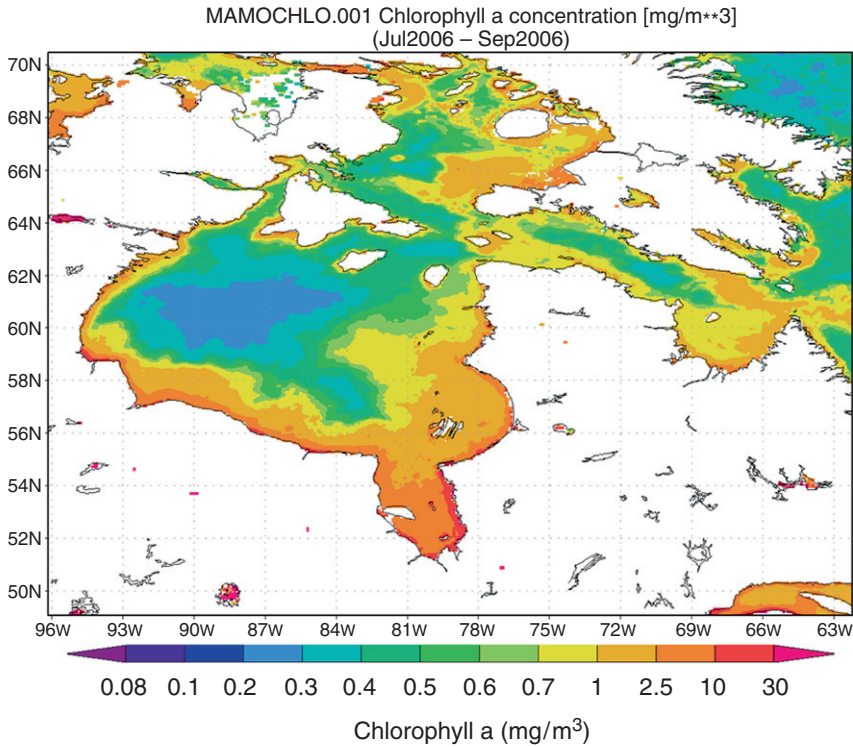 MAMOCHLO.001 Chlorophyll a concentration [mg/m**3]
(Jul2006 – Sep2006)
70N
68N
66N
64N
62N
60N
58N
56N
54N
52N
50N
96W 93W 90W 87W 84W 81W 78W 75W 72W 69W 66W 63W
0.08 0.1 0.2 0.3 0.4 0.5 0.6 0.7 1 2.5 10 30
Chlorophyll a (mg/m³)